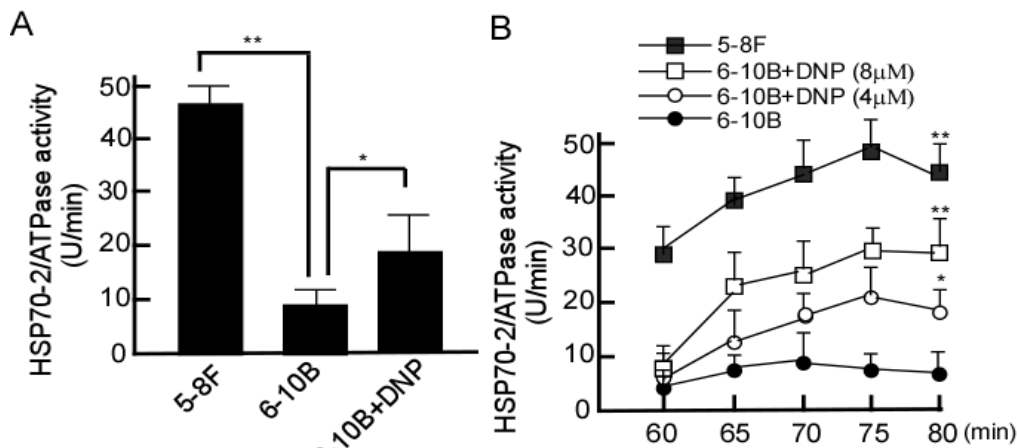 A
HSP70-2/ATPase activity
(U/min)
50
40
30
20
10
0
**
*
5-8F
6-10B
10B+DNP
B
5-8F
6-10B+DNP (8μM)
6-10B+DNP (4μM)
6-10B
HSP70-2/ATPase activity
(U/min)
50
40
30
20
10
0
**
**
*
60 65 70 75 80 (min)